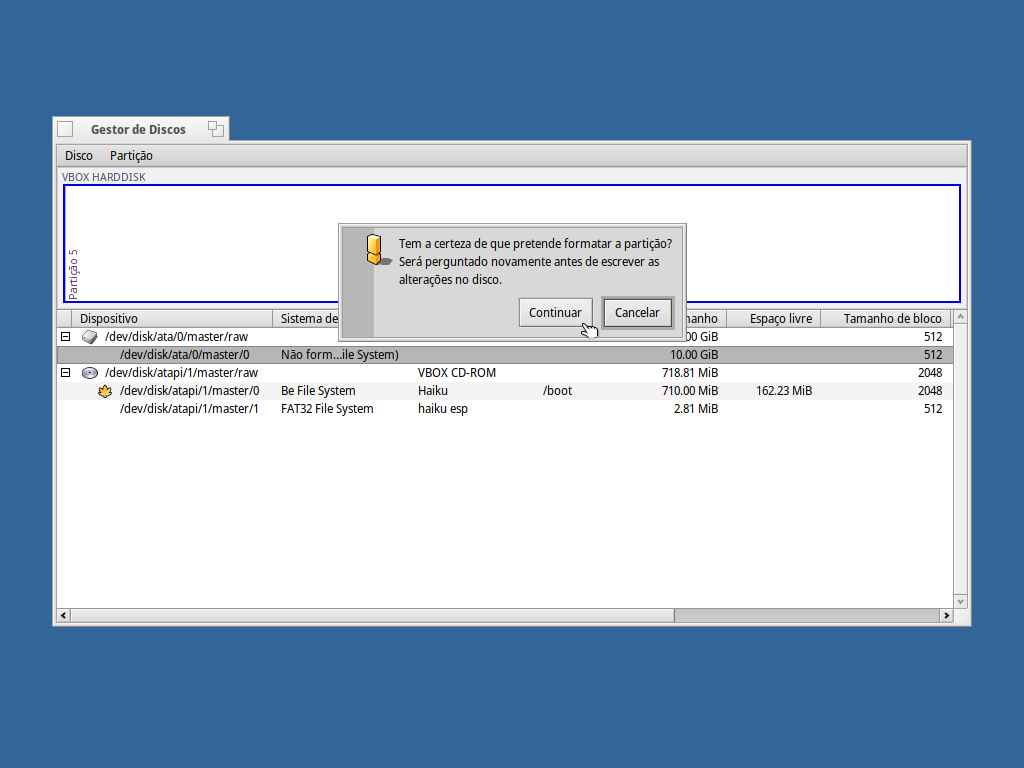 Gestor de Discos
Disco Partição
VBOX HARDDISK
Partição 5
Tem a certeza de que pretende formatar a partição?
Será perguntado novamente antes de escrever as
alterações no disco.
Continuar Cancelar
Dispositivo Sistema de Espaço livre Tamanho de bloco
/dev/disk/ata/0/master/raw 512
/dev/disk/ata/0/master/0 Não form...ile System) 10.00 GiB 512
/dev/disk/atapi/1/master/raw VBOX CD-ROM 718.81 MiB 2048
/dev/disk/atapi/1/master/0 Be File System Haiku /boot 710.00 MiB 162.23 MiB 2048
/dev/disk/atapi/1/master/1 FAT32 File System haiku esp 2.81 MiB 512